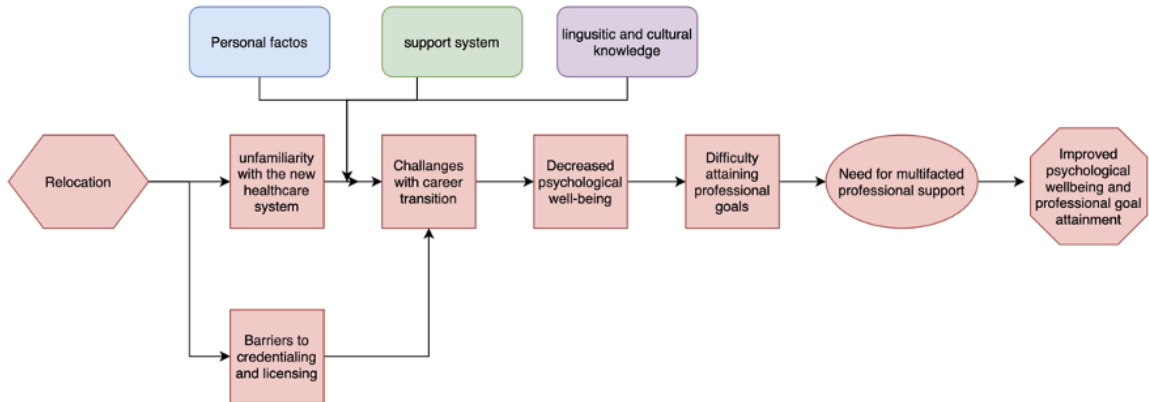 Personal factos
support system
lingusitic and cultural
knowledge
Relocation
unfamiliarity
with the new
healthcare
system
Challanges
with career
transition
Decreased
psychological
well-being
Difficulty
attaining
professional
goals
Need for multifacted
professional support
Improved
psychological
wellbeing and
professional goal
attainment
Barriers to
credentialing
and licensing